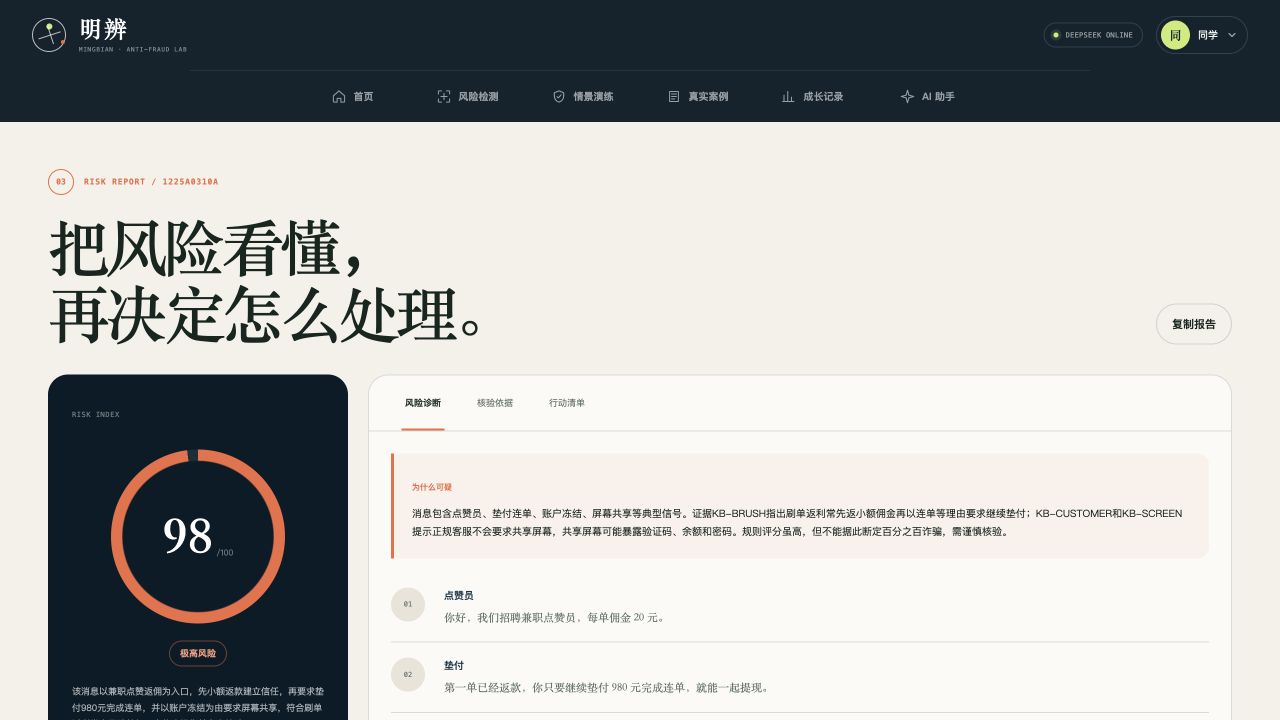 明辨
MINGBIAN · ANTI-FRAUD LAB
DEEPSEEK ONLINE
同
同学
首页
风险检测
情景演练
真实案例
成长记录
AI 助手
03
RISK REPORT / 1225A0310A
把风险看懂，
再决定怎么处理。
复制报告
RISK INDEX
98
/100
极高风险
该消息以兼职点赞返佣为入口，先小额返款建立信任，再要求垫
付980元完成连单，并以账户冻结为由要求屏幕共享，符合刷单
风险诊断
核验依据
行动清单
为什么可疑
消息包含点赞员、垫付连单、账户冻结、屏幕共享等典型信号。证据KB-BRUSH指出刷单返利常先返小额佣金再以连单等理由要求继续垫付；KB-CUSTOMER和KB-SCREEN
提示正规客服不会要求共享屏幕，共享屏幕可能暴露验证码、余额和密码。规则评分虽高，但不能据此断定百分之百诈骗，需谨慎核验。
01
点赞员
你好，我们招聘兼职点赞员，每单佣金 20 元。
02
垫付
第一单已经返款，你只要继续垫付 980 元完成连单，就能一起提现。